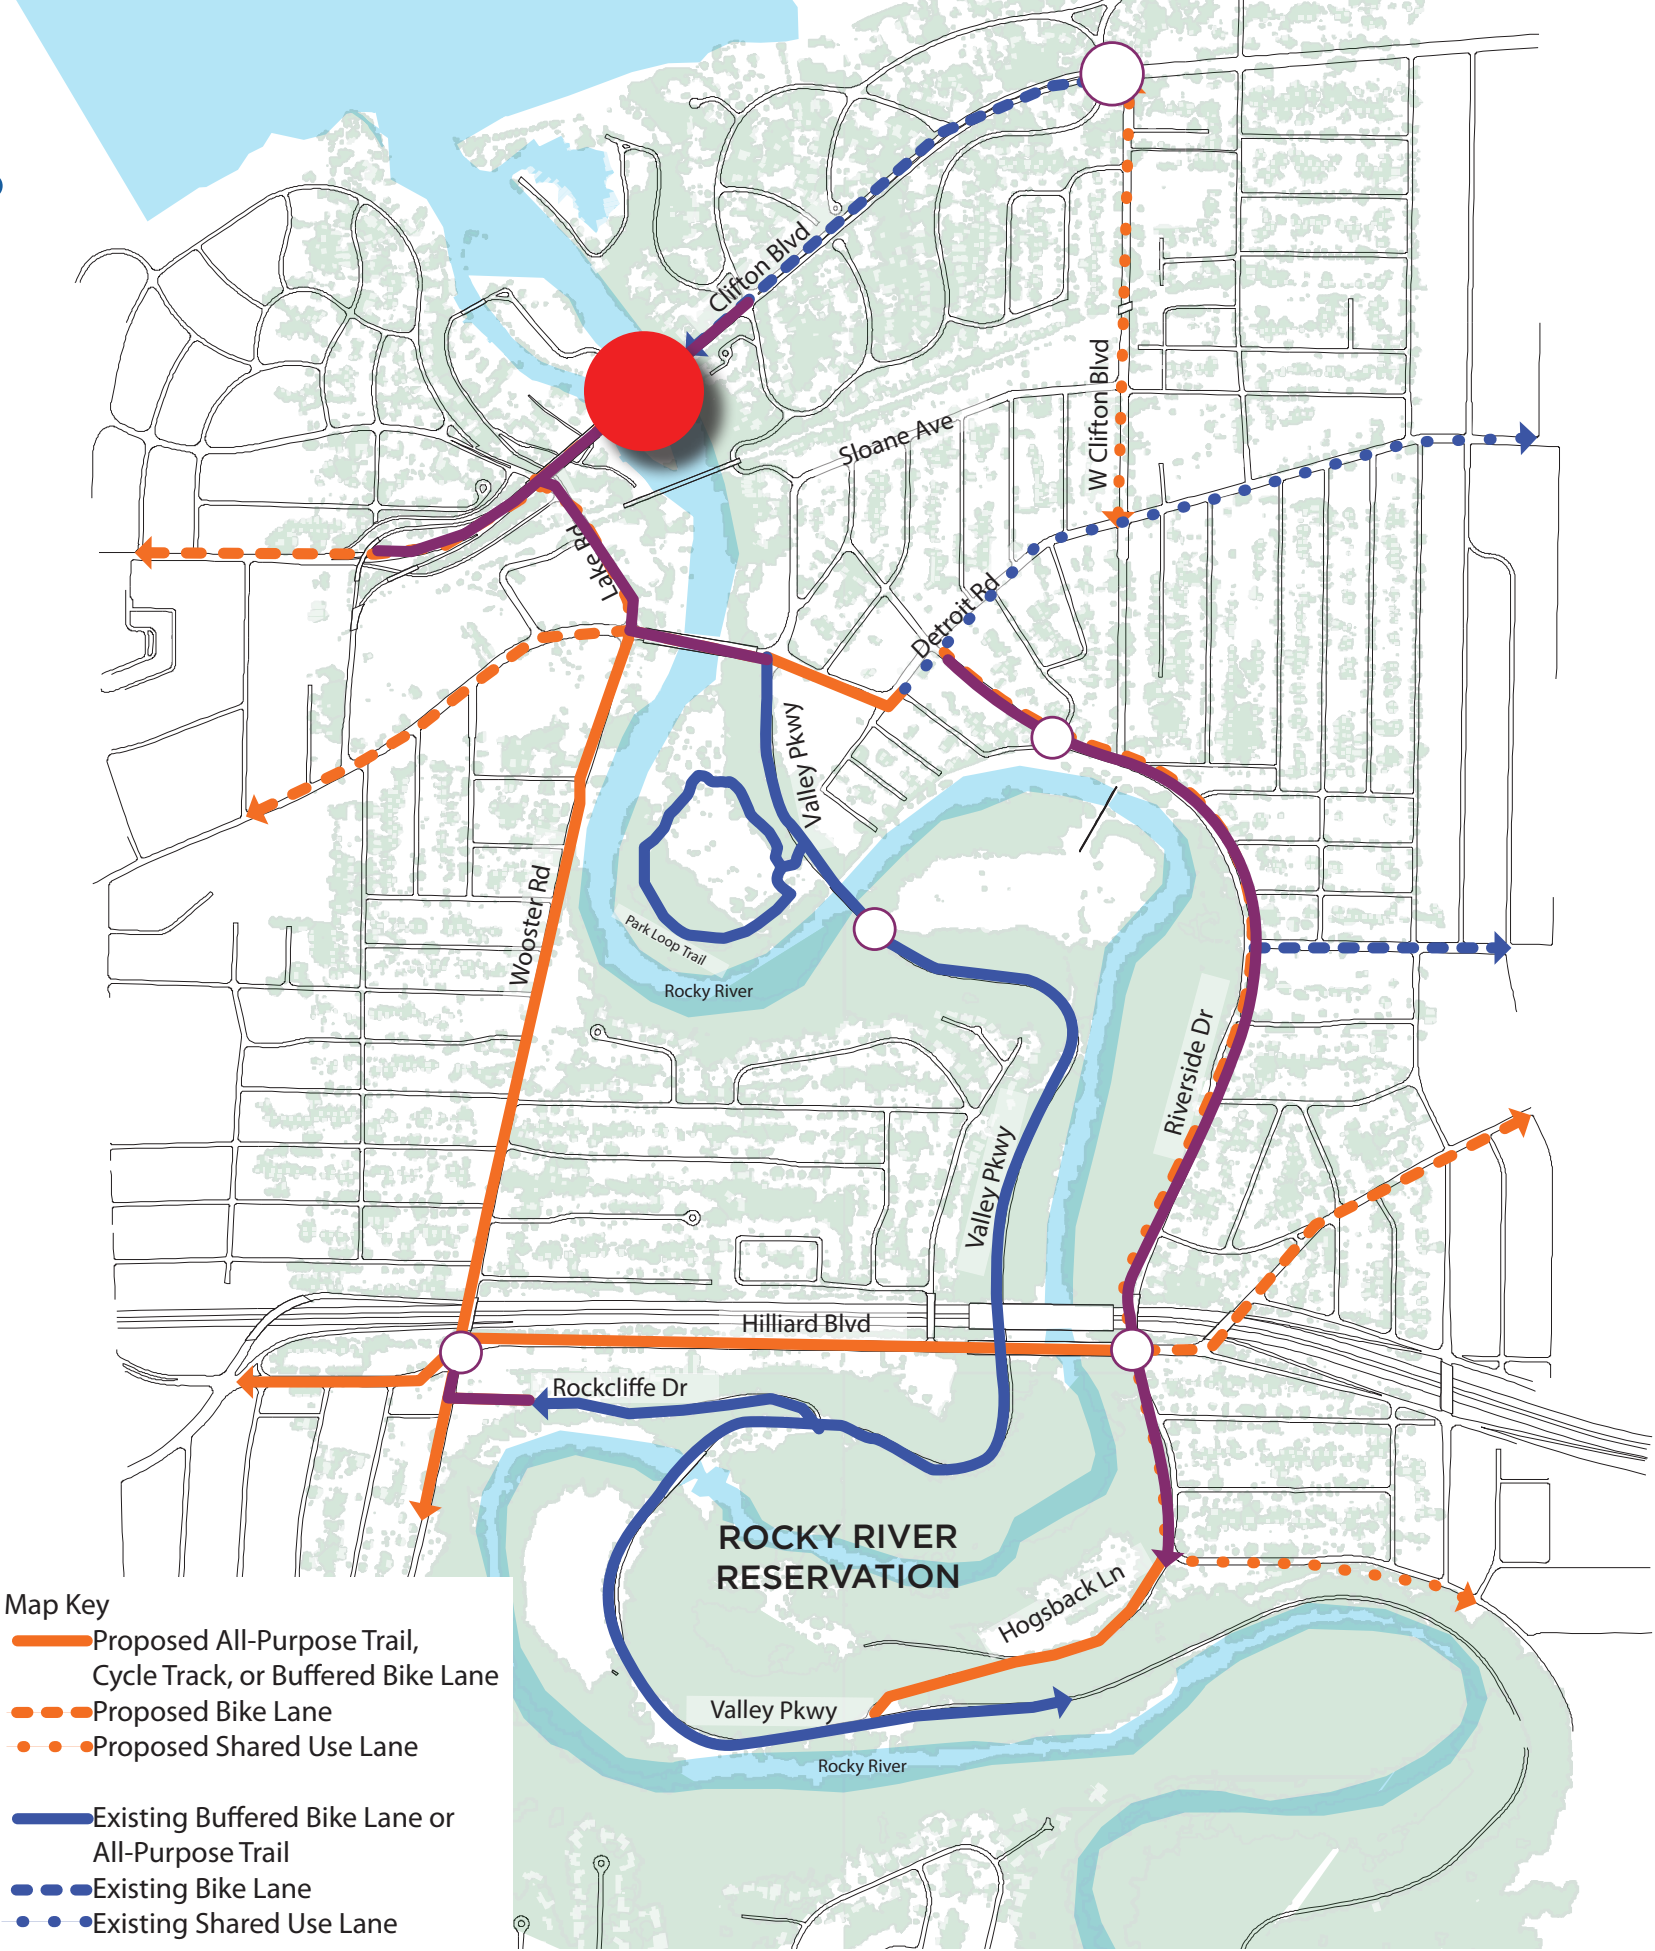 Clifton Blvd
W Clifton Blvd
Sloane Ave
Lake Rd
Detroit Rd
Valley Pkwy
Wooster Rd
Park Loop Trail
Rocky River
Riverside Dr
Valley Pkwy
Hilliard Blvd
Rockcliffe Dr
ROCKY RIVER
RESERVATION
Hogsback Ln
Valley Pkwy
Rocky River
Map Key
Proposed All-Purpose Trail,
Cycle Track, or Buffered Bike Lane
Proposed Bike Lane
Proposed Shared Use Lane
Existing Buffered Bike Lane or
All-Purpose Trail
Existing Bike Lane
Existing Shared Use Lane